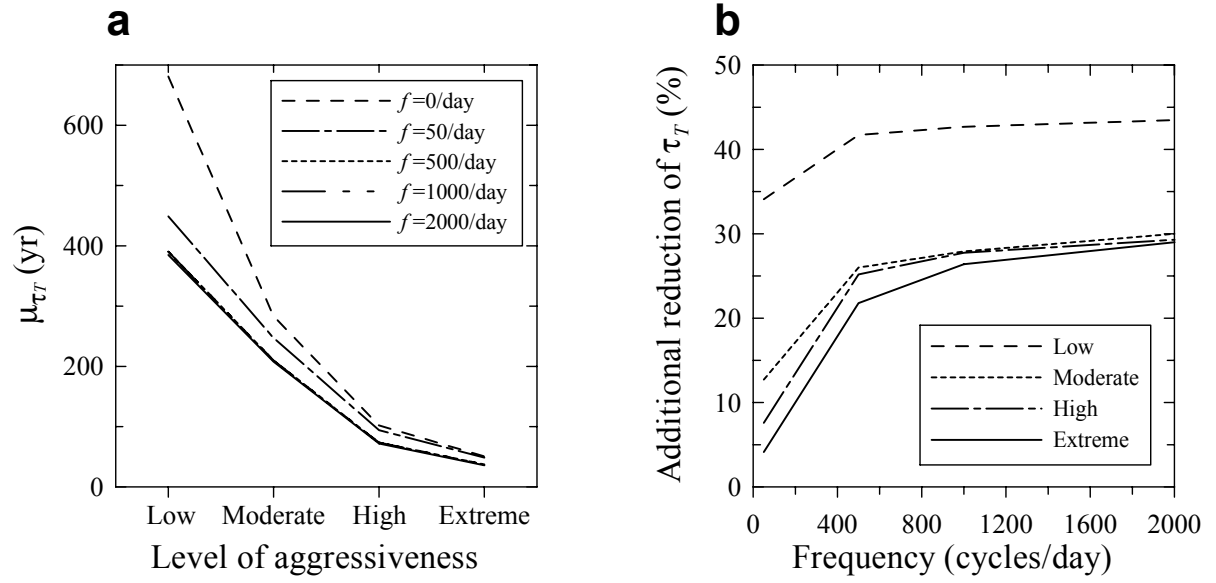 a
μτT (yr)
600
400
200
0
f=0/day
f=50/day
f=500/day
f=1000/day
f=2000/day
Low Moderate High Extreme
Level of aggressiveness
b
Additional reduction of τT (%)
50
40
30
20
10
0
Low
Moderate
High
Extreme
0 400 800 1200 1600 2000
Frequency (cycles/day)